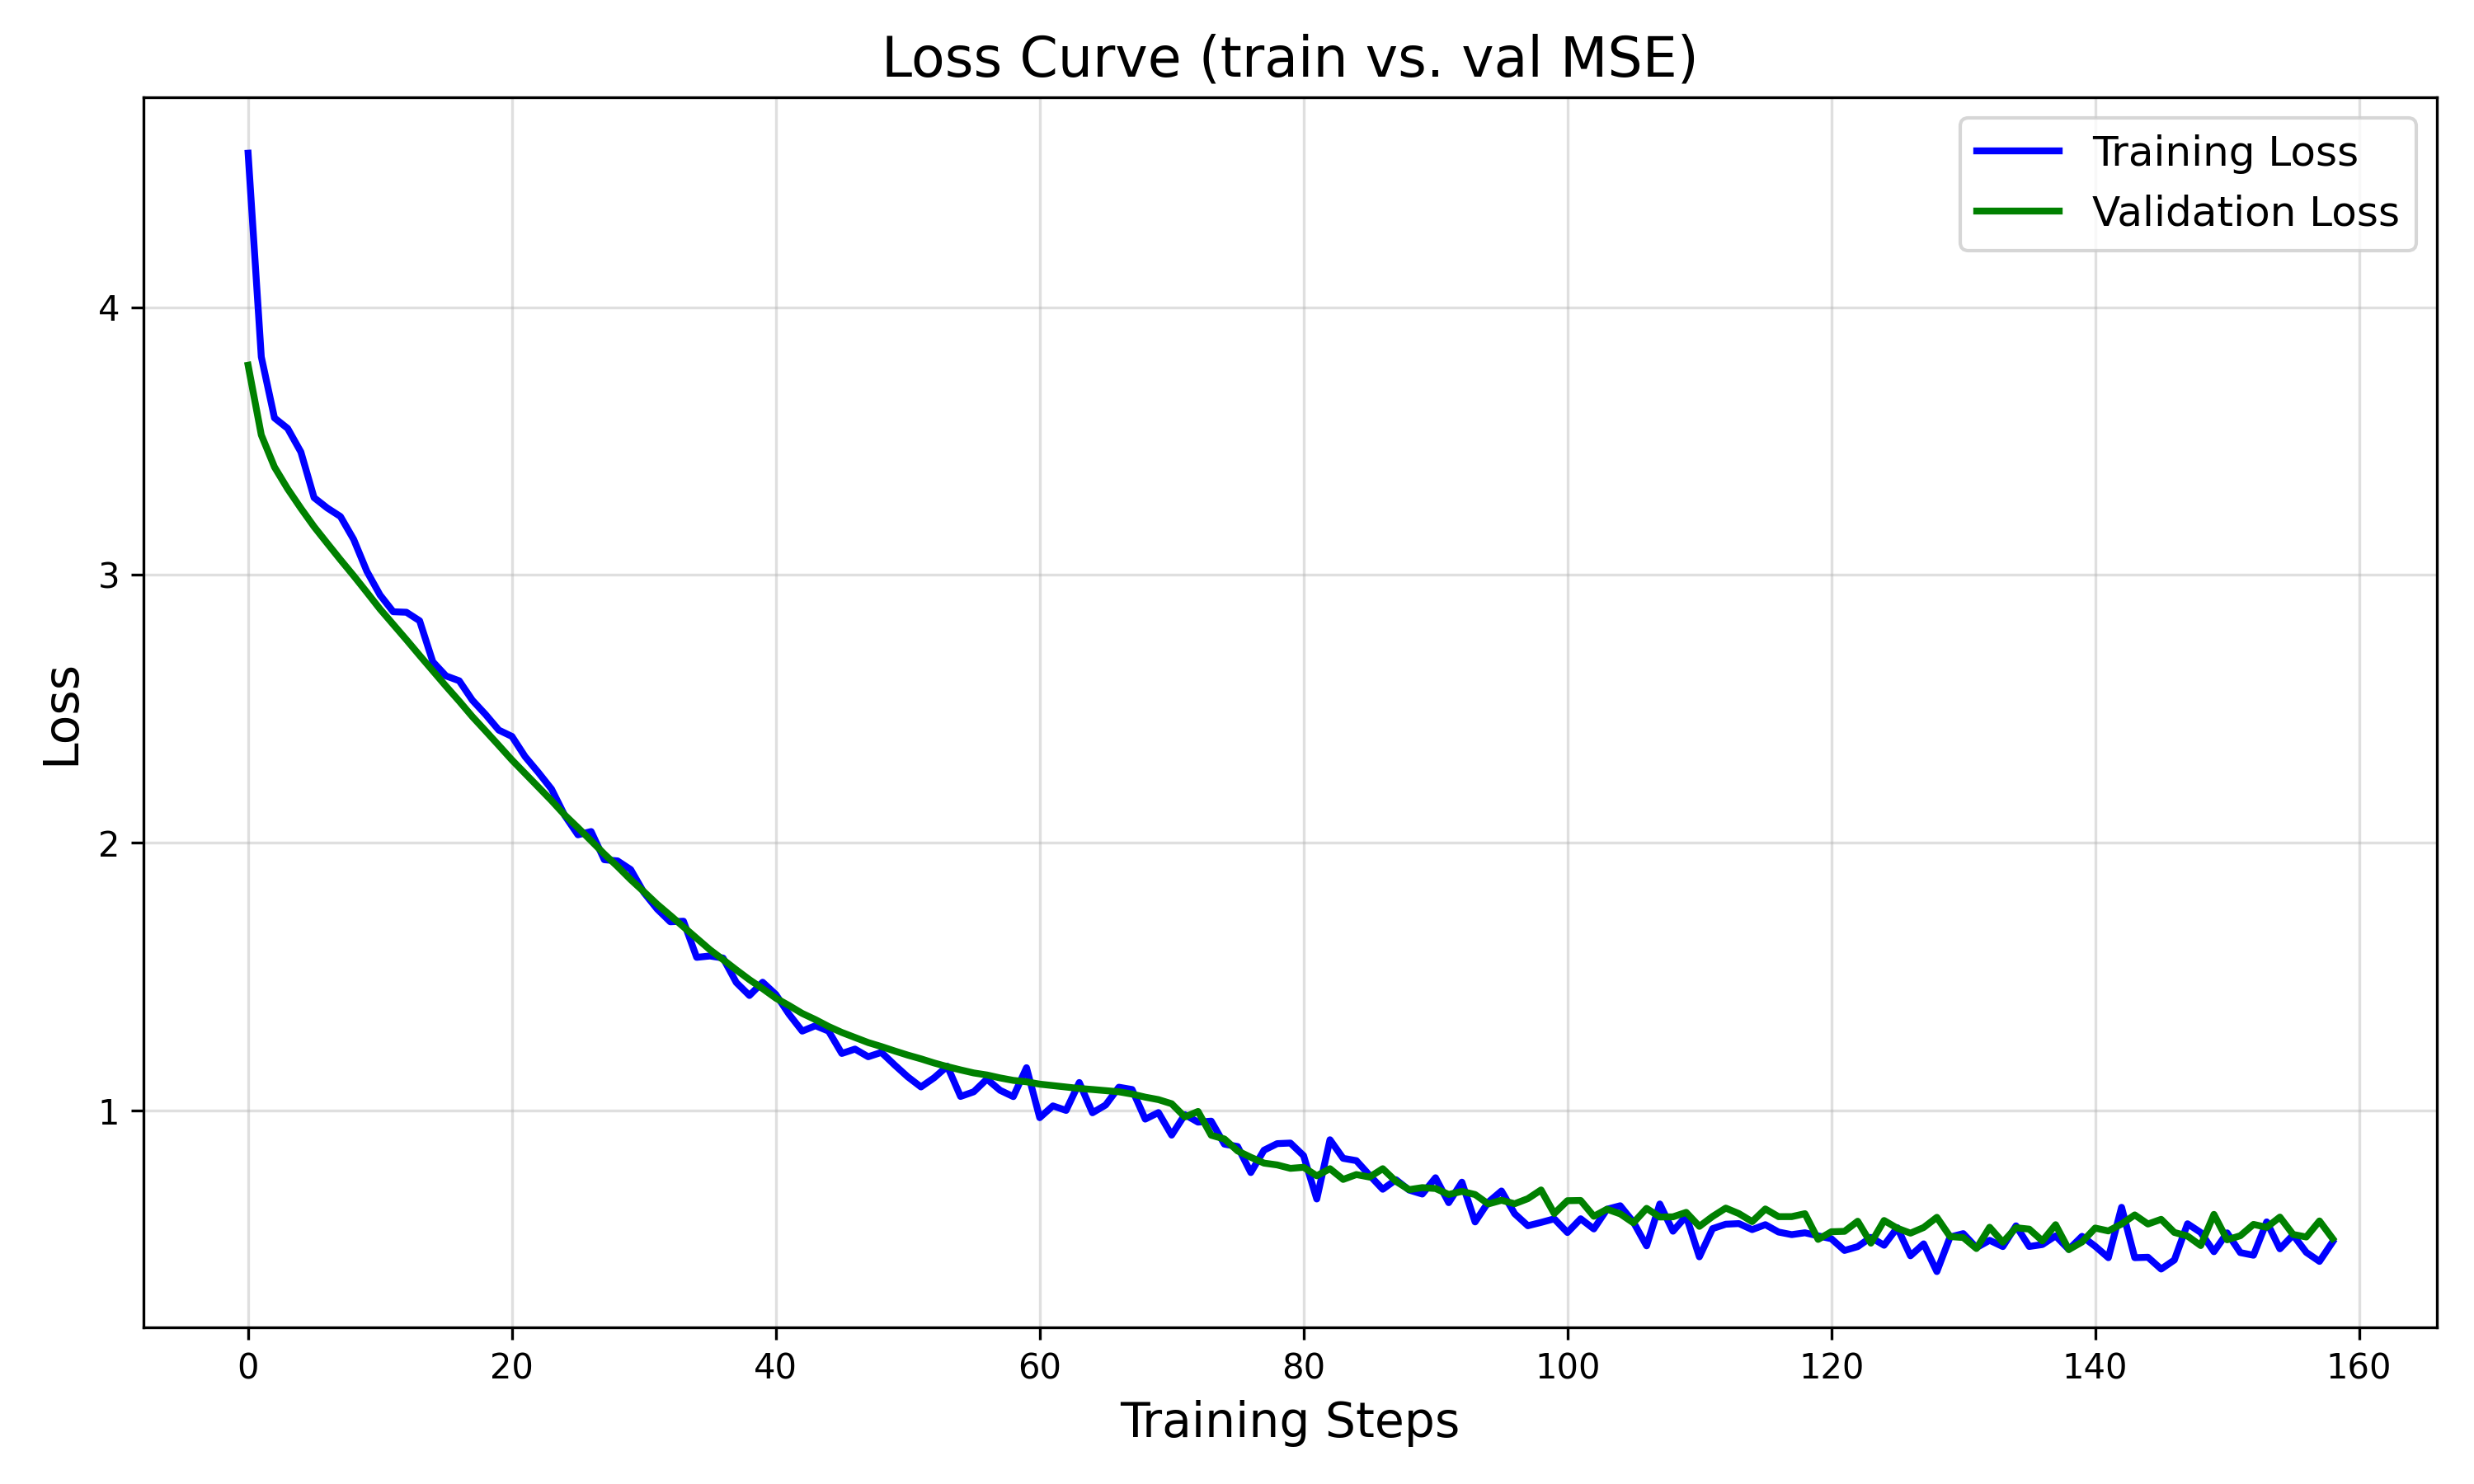 Loss Curve (train vs. val MSE)
Training Loss
Validation Loss
Loss
4
3
2
1
0 20 40 60 80 100 120 140 160
Training Steps